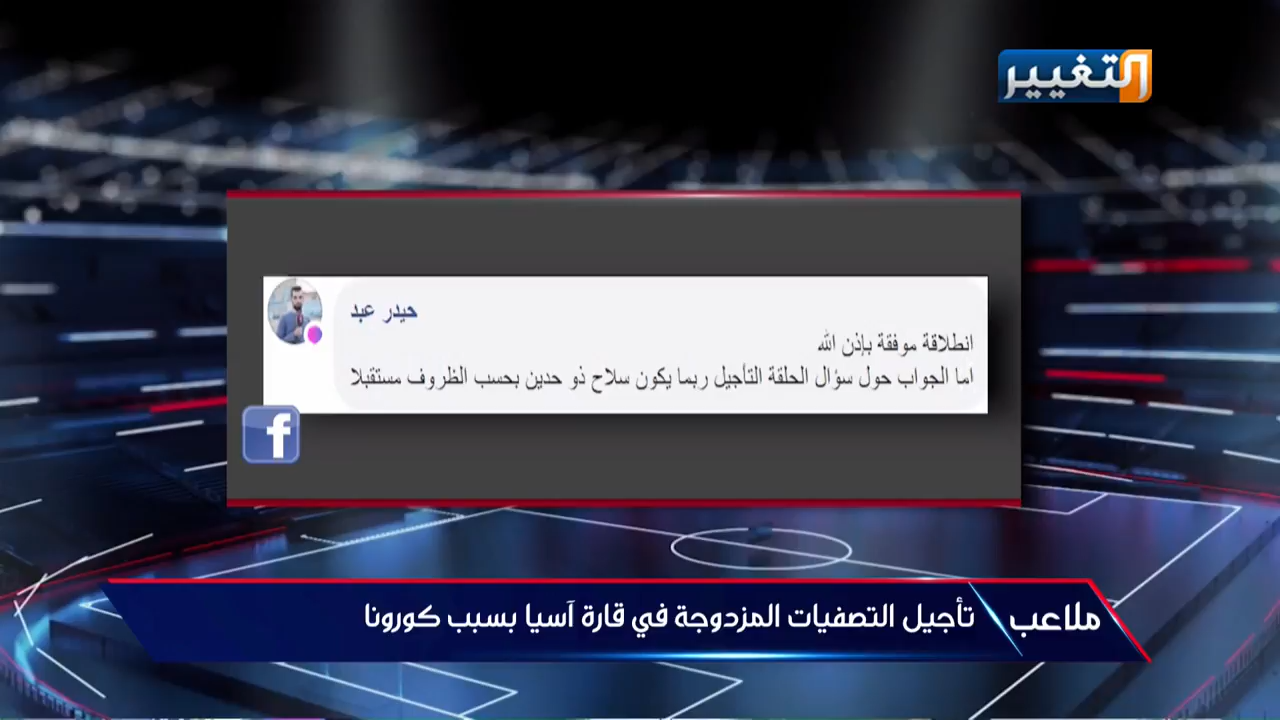 التغيير
حيدر عبد
انطلاقة موفقة بإذن الله
اما الجواب حول سؤال الحلقة التأجيل ربما يكون سلاح ذو حدين بحسب الظروف مستقبلا
f
ملاعب
تأجيل التصفيات المزدوجة في قارة آسيا بسبب كورونا